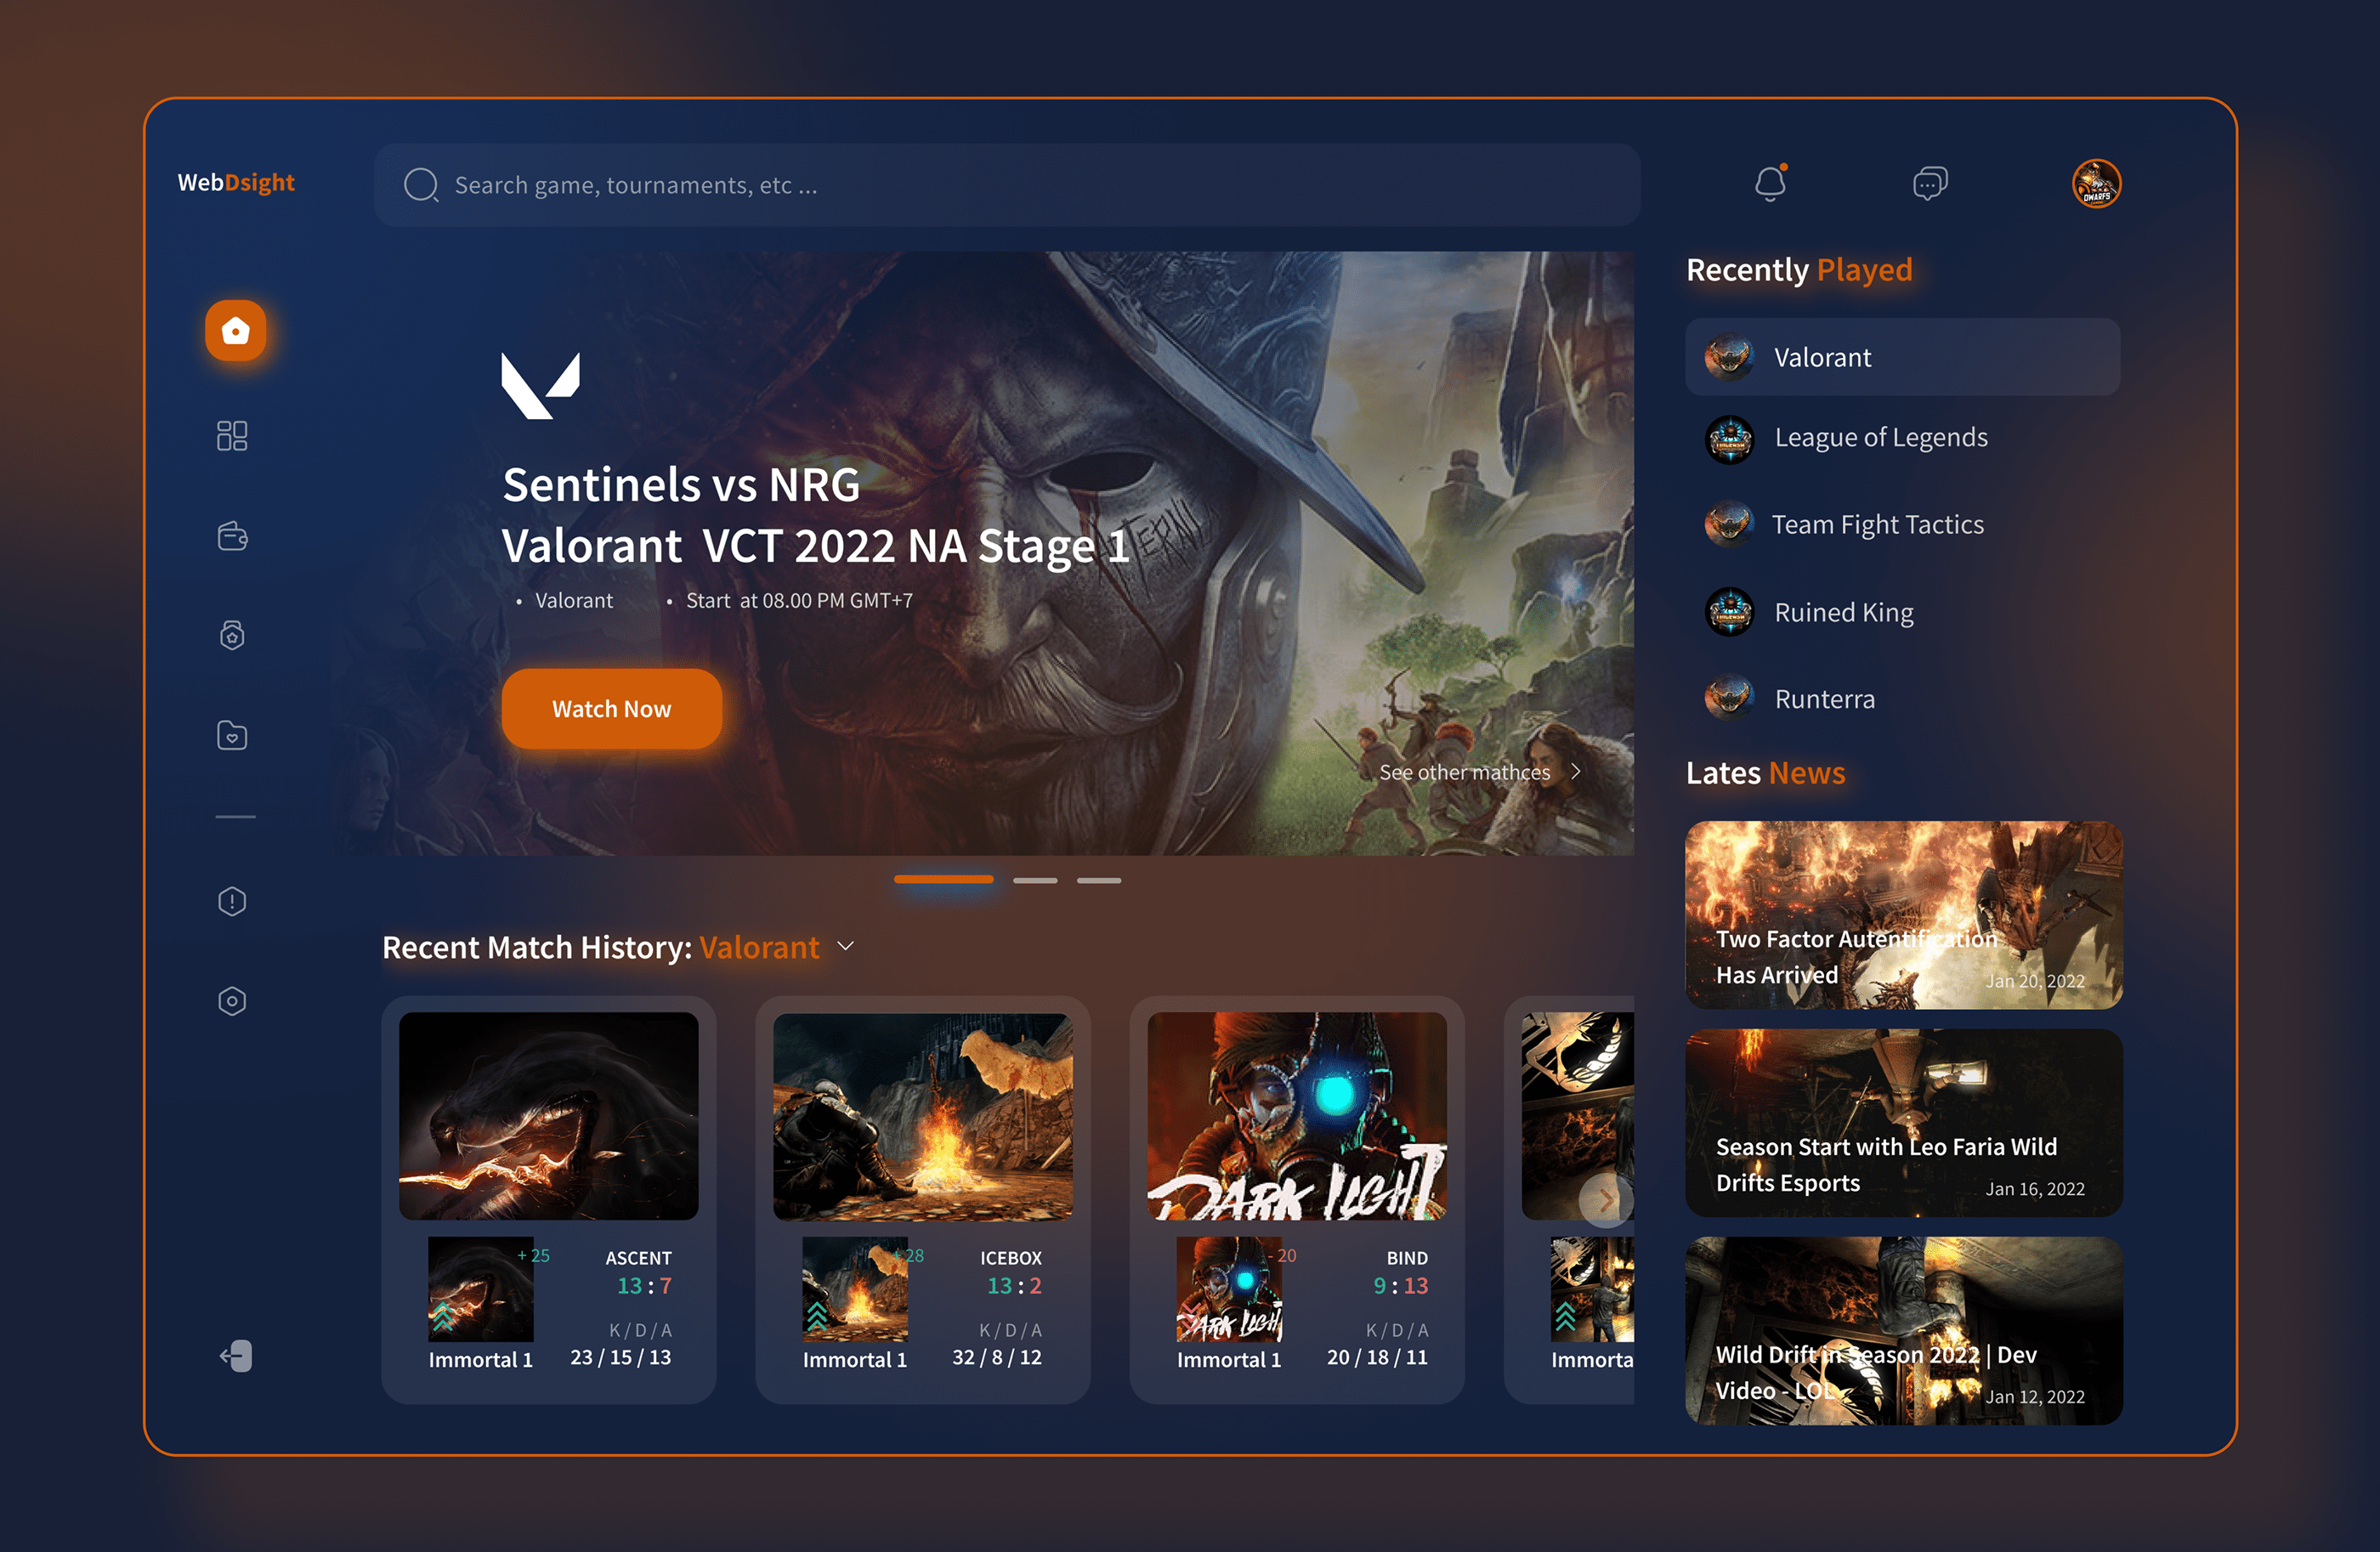 WebDsight
Search game, tournaments, etc ...
DWARFS
Recently Played
Valorant
League of Legends
Team Fight Tactics
Ruined King
Runterra
Sentinels vs NRG
Valorant VCT 2022 NA Stage 1
• Valorant • Start at 08.00 PM GMT+7
Watch Now
See other mathces
Lates News
Two Factor Autentification
Has Arrived
Jan 20, 2022
Season Start with Leo Faria Wild
Drifts Esports
Jan 16, 2022
Wild Drift in Season 2022 | Dev
Video - LOL
Jan 12, 2022
Recent Match History: Valorant
+ 25
ASCENT
13 : 7
K / D / A
Immortal 1
23 / 15 / 13
+28
ICEBOX
13 : 2
K / D / A
Immortal 1
32 / 8 / 12
DARK LIGHT
DARK LIGHT
- 20
BIND
9 : 13
K / D / A
Immortal 1
20 / 18 / 11
Immorta